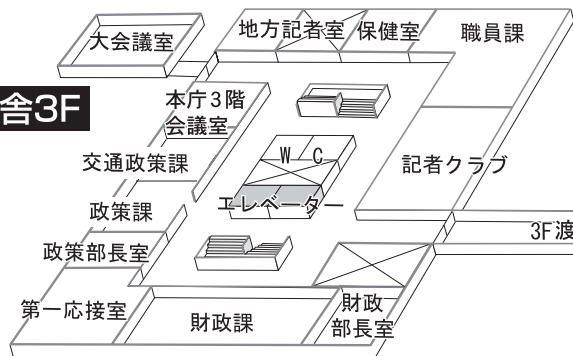 大会議室
地方記者室
保健室
職員課
舎3F
本庁3階
会議室
W C
交通政策課
記者クラブ
エレベーター
政策課
3F渡
政策部長室
第一応接室
財政課
財政
部長室